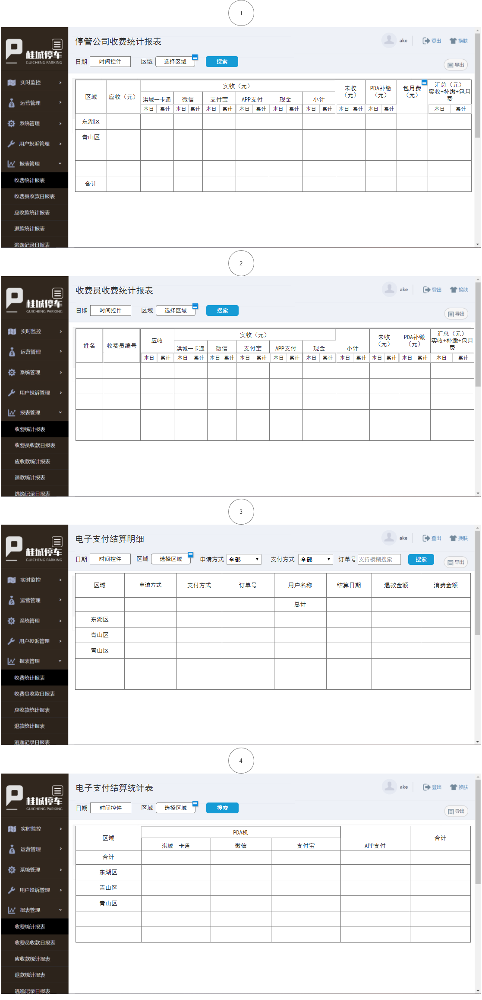 1
桂城停车
GUICHENG PARKING
实时监控
运营管理
系统管理
用户投诉管理
报表管理
收费统计报表
收费员收款日报表
应收款统计报表
退款统计报表
逃逸记录日报表
停管公司收费统计报表
ake 登出 换肤
日期 时间控件 区域 选择区域 搜索
导出
区域 应收（元） 实收（元） 未收（元） PDA补缴（元） 包月费（元） 汇总（元）实收+补缴+包月费
洪城一卡通 微信 支付宝 APP支付 现金 小计
本日 累计 本日 累计 本日 累计 本日 累计 本日 累计 本日 累计 本日 累计 本日 累计 本日 累计
东湖区
青山区
合计
2
桂城停车
GUICHENG PARKING
实时监控
运营管理
系统管理
用户投诉管理
报表管理
收费统计报表
收费员收款日报表
应收款统计报表
退款统计报表
逃逸记录日报表
收费员收费统计报表
ake 登出 换肤
日期 时间控件 区域 选择区域 搜索
导出
姓名 收费员编号 应收 实收（元） 小计 未收（元） PDA补缴（元） 汇总（元）实收+补缴+包月费
洪城一卡通 微信 支付宝 APP支付 现金
本日 累计 本日 累计 本日 累计 本日 累计 本日 累计 本日 累计 本日 累计 本日 累计 本日 累计 本日 累计
3
桂城停车
GUICHENG PARKING
实时监控
运营管理
系统管理
用户投诉管理
报表管理
收费统计报表
收费员收款日报表
应收款统计报表
退款统计报表
逃逸记录日报表
电子支付结算明细
ake 登出 换肤
日期 时间控件 区域 选择区域 申请方式 全部 支付方式 全部 订单号 支持模糊搜索 搜索
导出
区域 申请方式 支付方式 订单号 用户名称 结算日期 退款金额 消费金额
总计
东湖区
青山区
青山区
4
桂城停车
GUICHENG PARKING
实时监控
运营管理
系统管理
用户投诉管理
报表管理
收费统计报表
收费员收款日报表
应收款统计报表
退款统计报表
逃逸记录日报表
电子支付结算统计表
ake 登出 换肤
日期 时间控件 区域 选择区域 搜索
导出
区域 PDA机 APP支付 合计
洪城一卡通 微信 支付宝
合计
东湖区
青山区
青山区